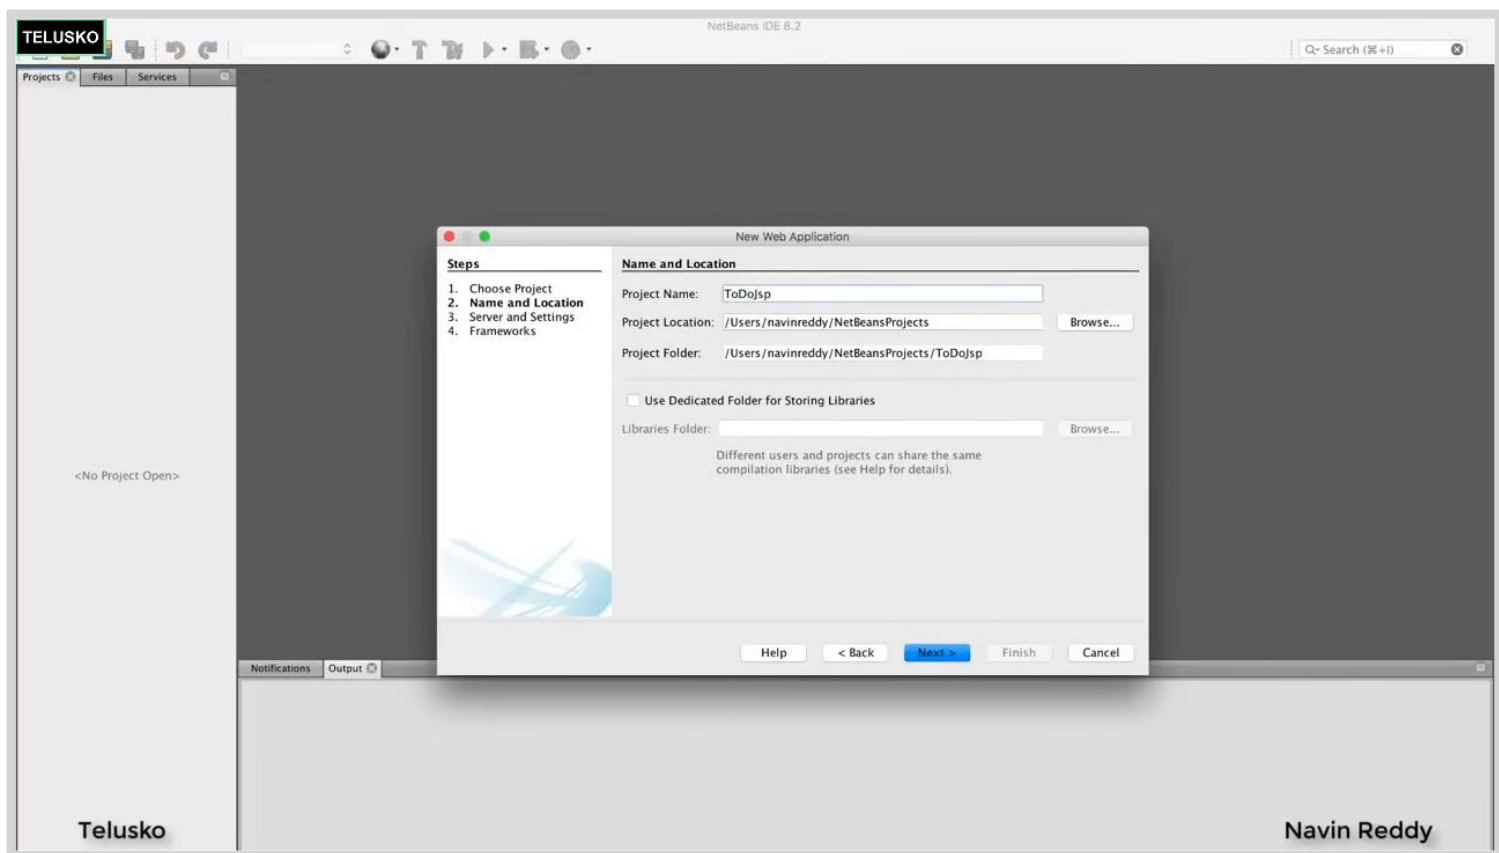 NetBeans IDE 8.2
TELUSKO
Search (⌘+I)
Projects Files Services
<No Project Open>
New Web Application
Steps
1. Choose Project
2. Name and Location
3. Server and Settings
4. Frameworks
Name and Location
Project Name: ToDoJsp
Project Location: /Users/navinreddy/NetBeansProjects Browse...
Project Folder: /Users/navinreddy/NetBeansProjects/ToDoJsp
Use Dedicated Folder for Storing Libraries
Libraries Folder: Browse...
Different users and projects can share the same
compilation libraries (see Help for details).
Help < Back Next > Finish Cancel
Notifications Output
Telusko
Navin Reddy